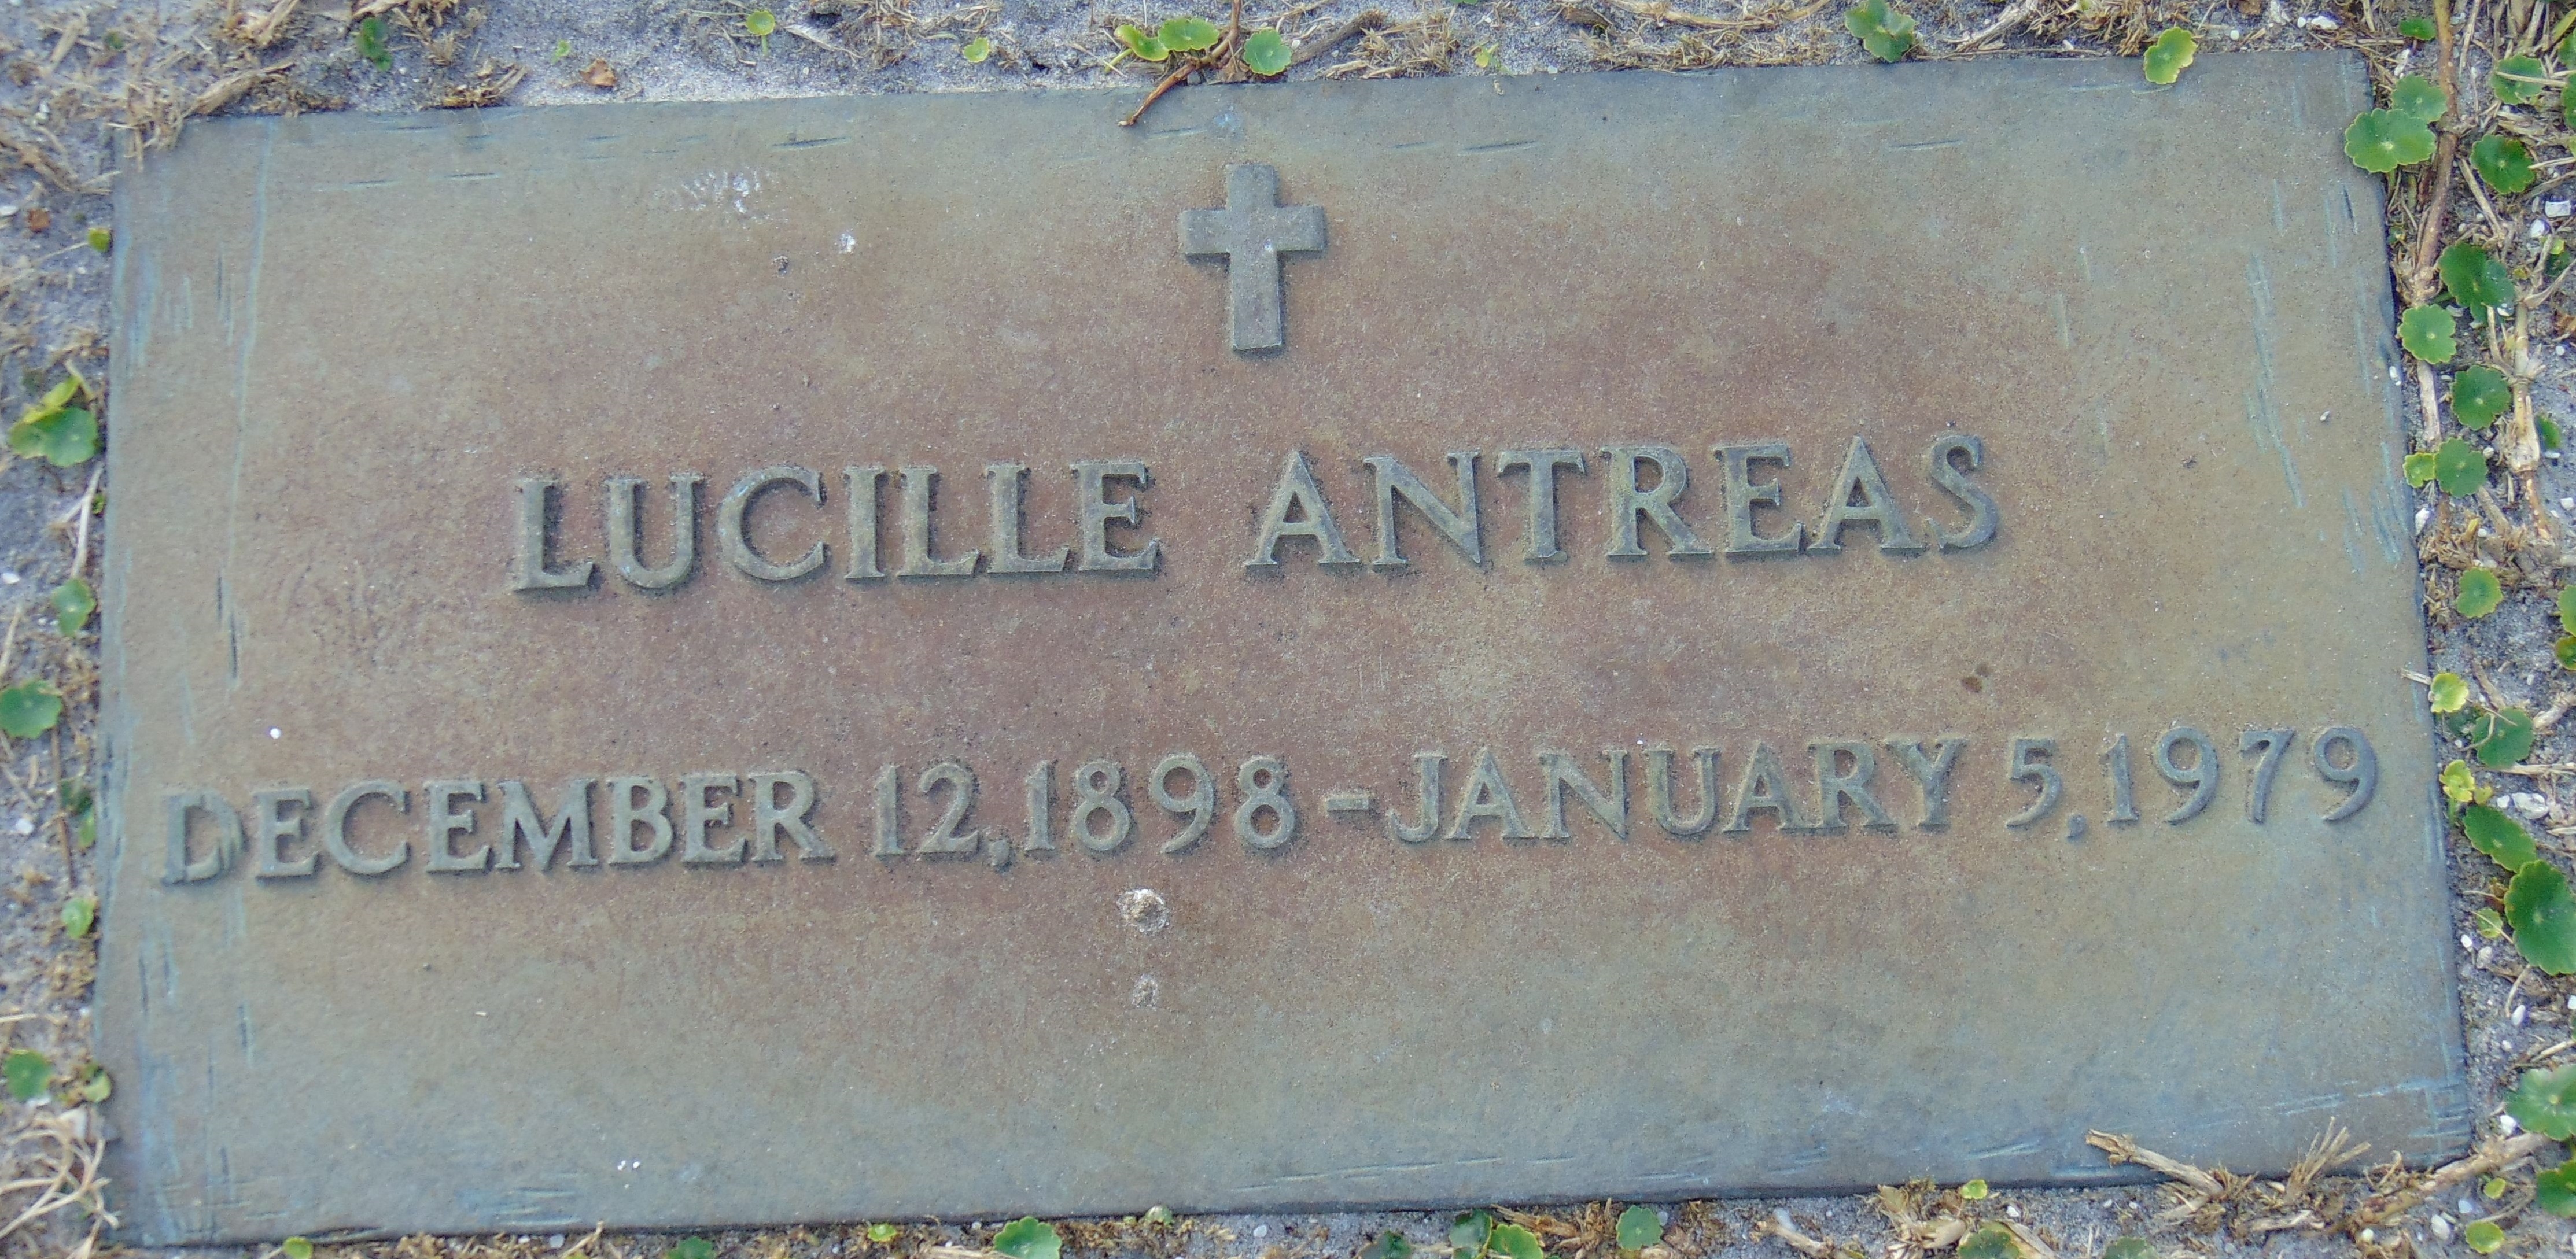 LUCILLE ANTREAS
DECEMBER 12, 1898 - JANUARY 5, 1979